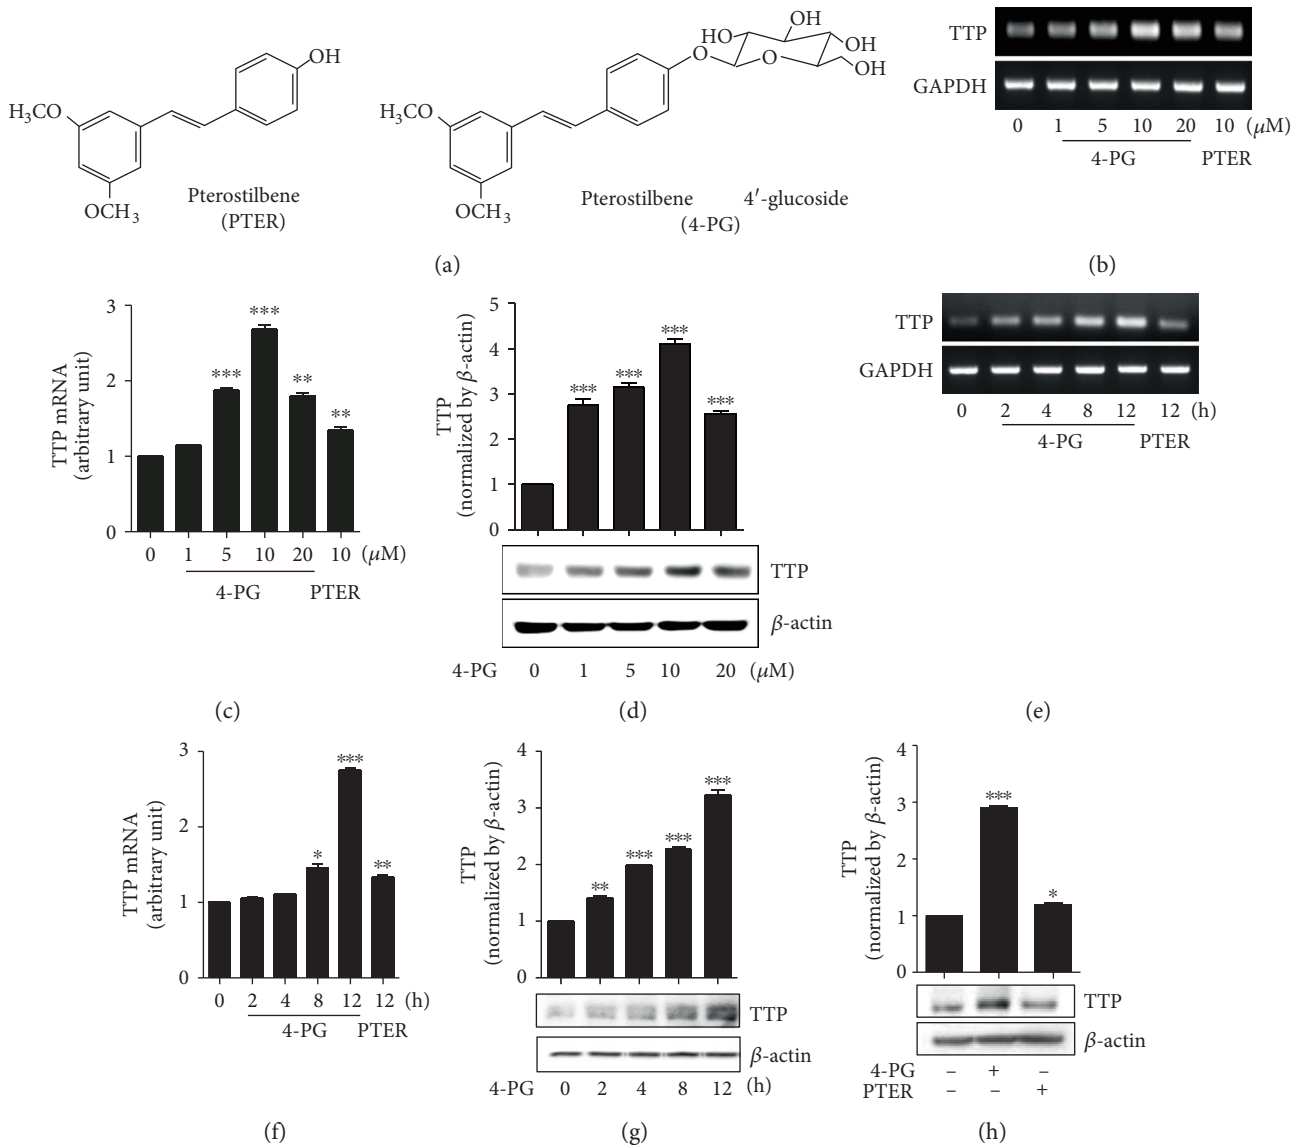 OH
H3CO
OCH3
Pterostilbene
(PTER)
OH
HO
OH
OH
O
O
H3CO
OCH3
Pterostilbene 4′-glucoside
(4-PG)
(a)
TTP
GAPDH
0 1 5 10 20 10 (μM)
4-PG PTER
(b)
TTP mRNA
(arbitrary unit)
3
2
1
0
***
***
**
**
0 1 5 10 20 10 (μM)
4-PG PTER
(c)
TTP
(normalized by β-actin)
5
4
3
2
1
0
***
***
***
***
TTP
β-actin
4-PG 0 1 5 10 20 (μM)
(d)
TTP
GAPDH
0 2 4 8 12 12 (h)
4-PG PTER
(e)
TTP mRNA
(arbitrary unit)
3
2
1
0
*
***
**
0 2 4 8 12 12 (h)
4-PG PTER
(f)
TTP
(normalized by β-actin)
4
3
2
1
0
**
***
***
***
TTP
β-actin
4-PG 0 2 4 8 12 (h)
(g)
TTP
(normalized by β-actin)
4
3
2
1
0
***
*
TTP
β-actin
4-PG – + –
PTER – – +
(h)